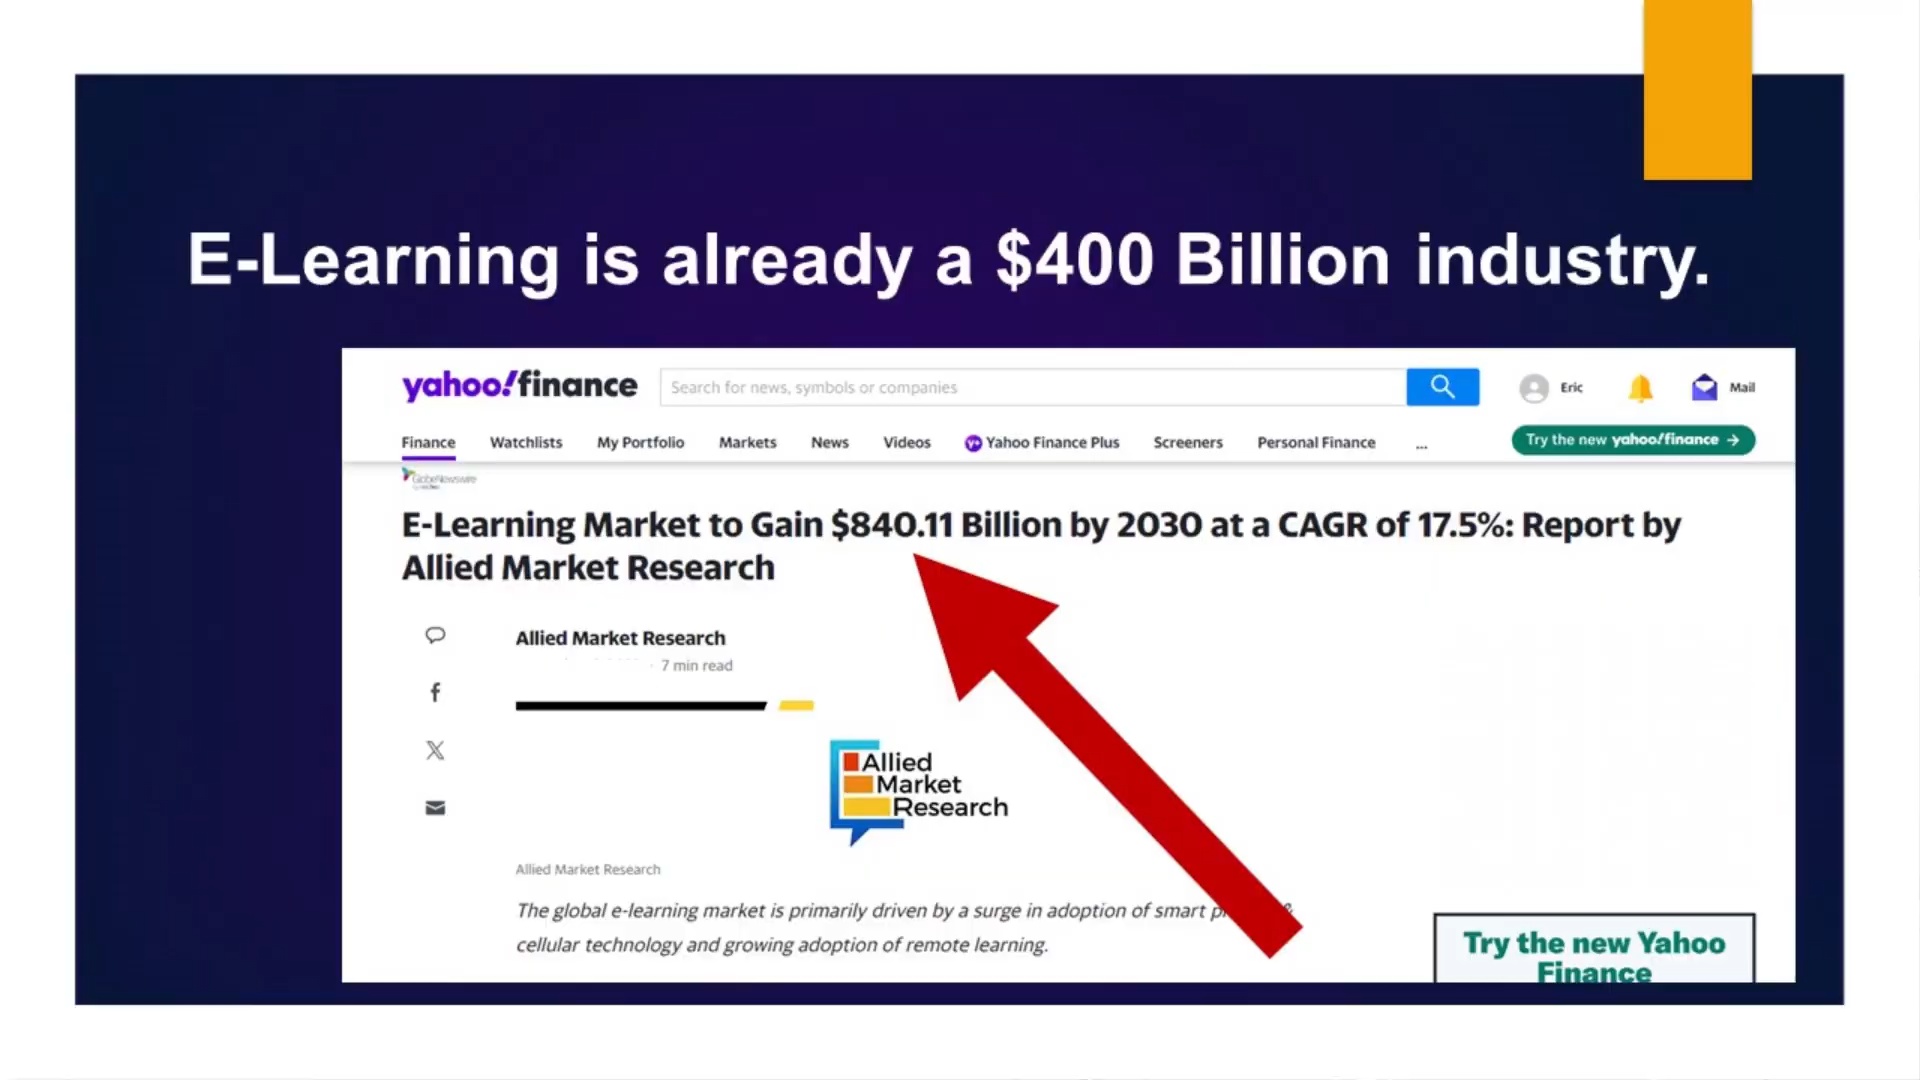 E-Learning is already a $400 Billion industry.
yahoo!finance
Search for news, symbols or companies
Eric
Mail
Finance Watchlists My Portfolio Markets News Videos Yahoo Finance Plus Screeners Personal Finance ...
Try the new yahoo!finance →
GlobeNewswire
E-Learning Market to Gain $840.11 Billion by 2030 at a CAGR of 17.5%: Report by
Allied Market Research
Allied Market Research
· 7 min read
Allied
Market
Research
Allied Market Research
The global e-learning market is primarily driven by a surge in adoption of smart
cellular technology and growing adoption of remote learning.
Try the new Yahoo
Finance